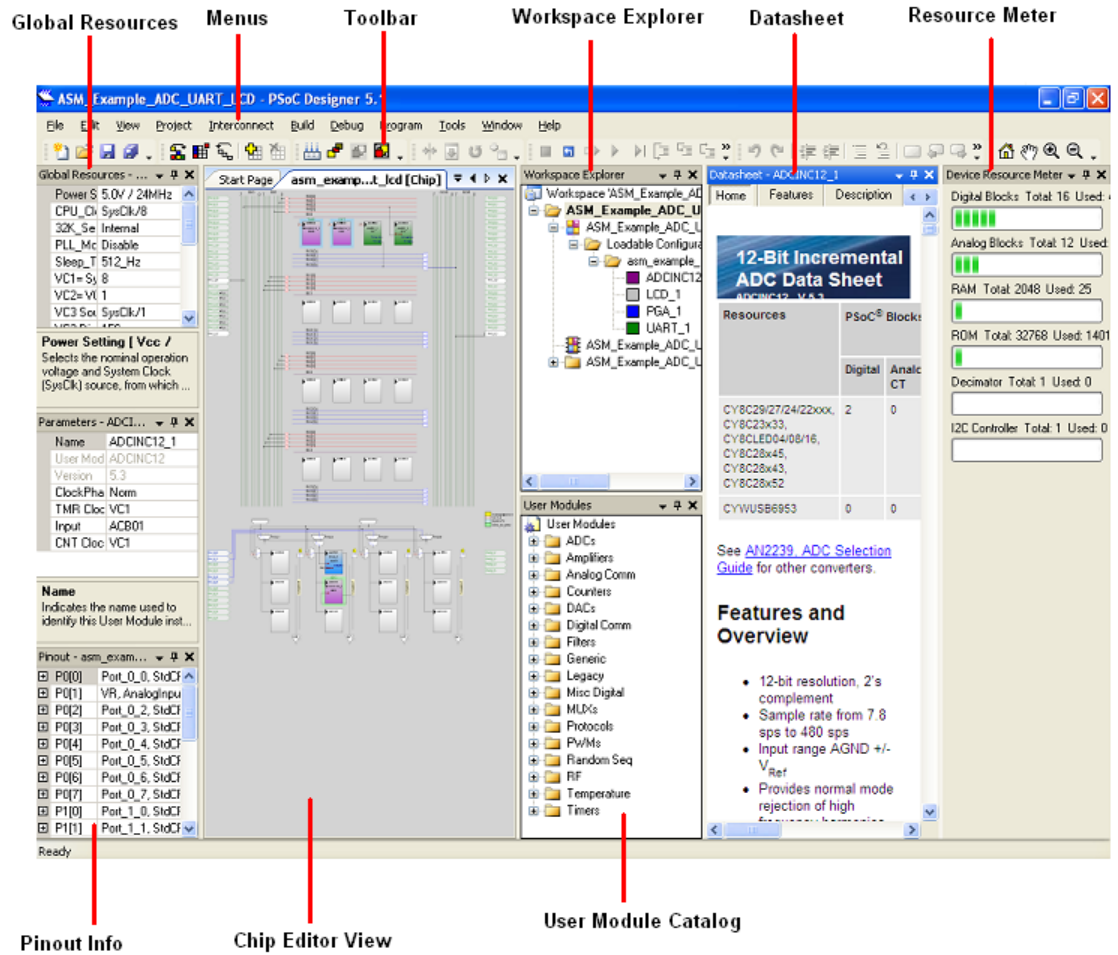 Global Resources
Menus
Toolbar
Workspace Explorer
Datasheet
Resource Meter
ASM_Example_ADC_UART_LCD - PSoC Designer 5.
File Edit View Project Interconnect Build Debug Program Tools Window Help
Global Resources - ...
Power S 5.0V / 24MHz
CPU_Cl SysClk/8
32K_Se Internal
PLL_Mc Disable
Sleep_T 512_Hz
VC1= Sy 8
VC2= V( 1
VC3 Sou SysClk/1
Power Setting [ Vcc /
Selects the nominal operation
voltage and System Clock
(SysClk) source, from which ...
Parameters - ADCI...
Name ADCINC12_1
User Mod ADCINC12
Version 5.3
ClockPha Norm
TMR Cloc VC1
Input ACB01
CNT Cloc VC1
Name
Indicates the name used to
identify this User Module inst...
Pinout - asm_exam...
P0[0] Port_0_0, StdCF
P0[1] VR, AnalogInpu
P0[2] Port_0_2, StdCF
P0[3] Port_0_3, StdCF
P0[4] Port_0_4, StdCF
P0[5] Port_0_5, StdCF
P0[6] Port_0_6, StdCF
P0[7] Port_0_7, StdCF
P1[0] Port_1_0, StdCF
P1[1] Port_1_1, StdCF
Ready
Start Page
asm_examp...t_lcd [Chip]
Workspace Explorer
Workspace 'ASM_Example_AD
ASM_Example_ADC_U
ASM_Example_ADC_U
Loadable Configura
asm_example_
ADCINC12
LCD_1
PGA_1
UART_1
ASM_Example_ADC_U
ASM_Example_ADC_U
User Modules
User Modules
ADCs
Amplifiers
Analog Comm
Counters
DACs
Digital Comm
Filters
Generic
Legacy
Misc Digital
MUXs
Protocols
PWMs
Random Seq
RF
Temperature
Timers
Datasheet - ADCINC12_1
Home Features Description
12-Bit Incremental
ADC Data Sheet
ADCINC12 V 5.3
Resources PSoC® Blocks
Digital Analo
CT
CY8C29/27/24/22xxx, 2 0
CY8C23x33,
CY8CLED04/08/16,
CY8C28x45,
CY8C28x43,
CY8C28x52
CYWUSB6953 0 0
See AN2239, ADC Selection
Guide for other converters.
Features and
Overview
12-bit resolution, 2's
complement
Sample rate from 7.8
sps to 480 sps
Input range AGND +/-
VRef
Provides normal mode
rejection of high
frequency harmonics
Device Resource Meter
Digital Blocks Total: 16 Used:
Analog Blocks Total: 12 Used:
RAM Total: 2048 Used: 25
ROM Total: 32768 Used: 1401
Decimator Total: 1 Used: 0
I2C Controller Total: 1 Used: 0
Pinout Info
Chip Editor View
User Module Catalog